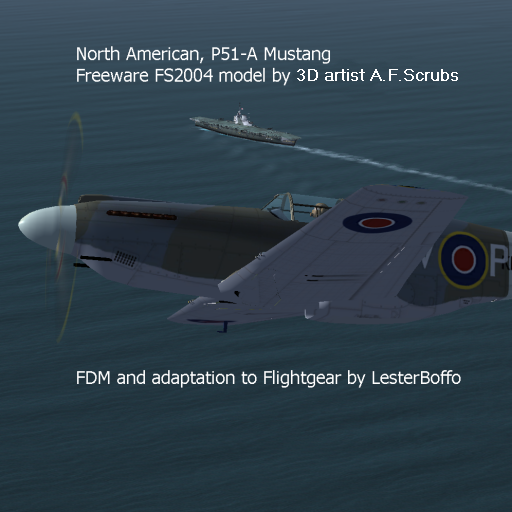 North American, P51-A Mustang
Freeware FS2004 model by 3D artist A.F.Scrubs
P
FDM and adaptation to Flightgear by LesterBoffo